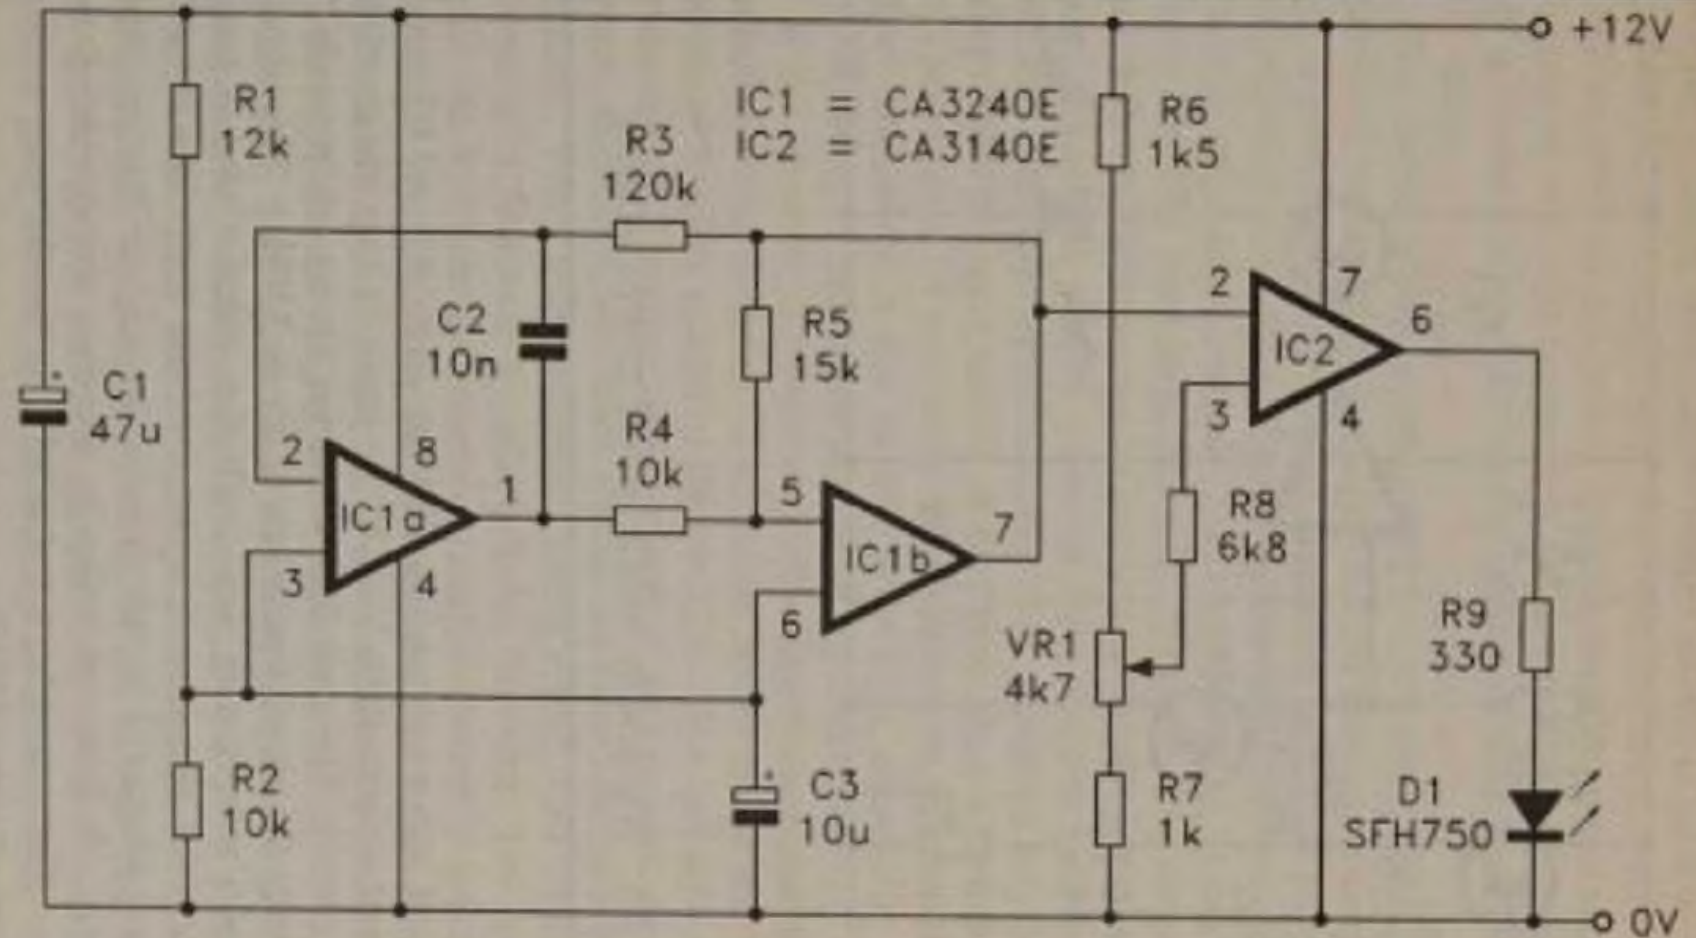 +12V
R1
12k
IC1 = CA3240E
IC2 = CA3140E
R6
1k5
R3
120k
2
7
6
IC2
3
4
C2
10n
R5
15k
C1
47u
2
8
1
IC1a
3
4
R4
10k
5
7
IC1b
6
R8
6k8
VR1
4k7
R9
330
R2
10k
C3
10u
R7
1k
D1
SFH750
0V